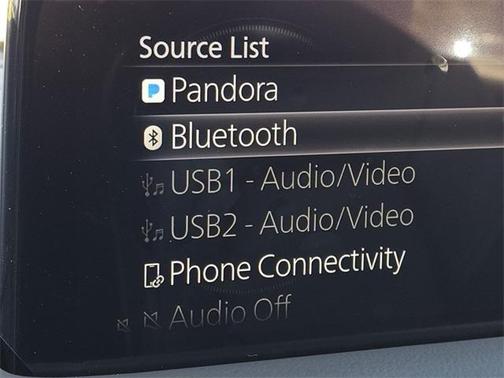 Source List
Pandora
Bluetooth
USB1 - Audio/Video
USB2 - Audio/Video
Phone Connectivity
Audio Off